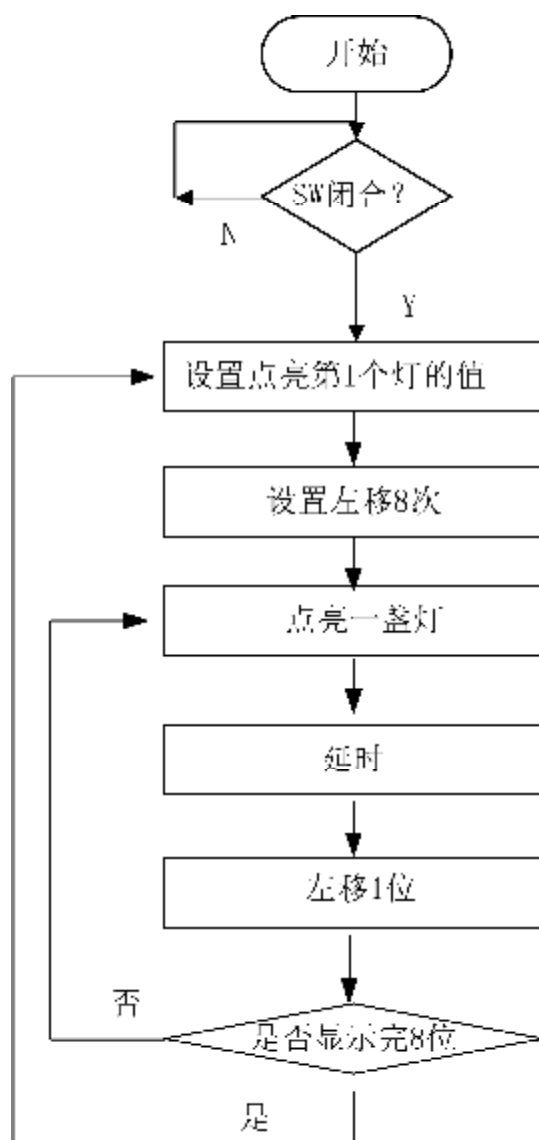 开始
SW闭合?
N
Y
设置点亮第1个灯的值
设置左移8次
点亮一盏灯
延时
左移1位
否
是否显示完8位
是